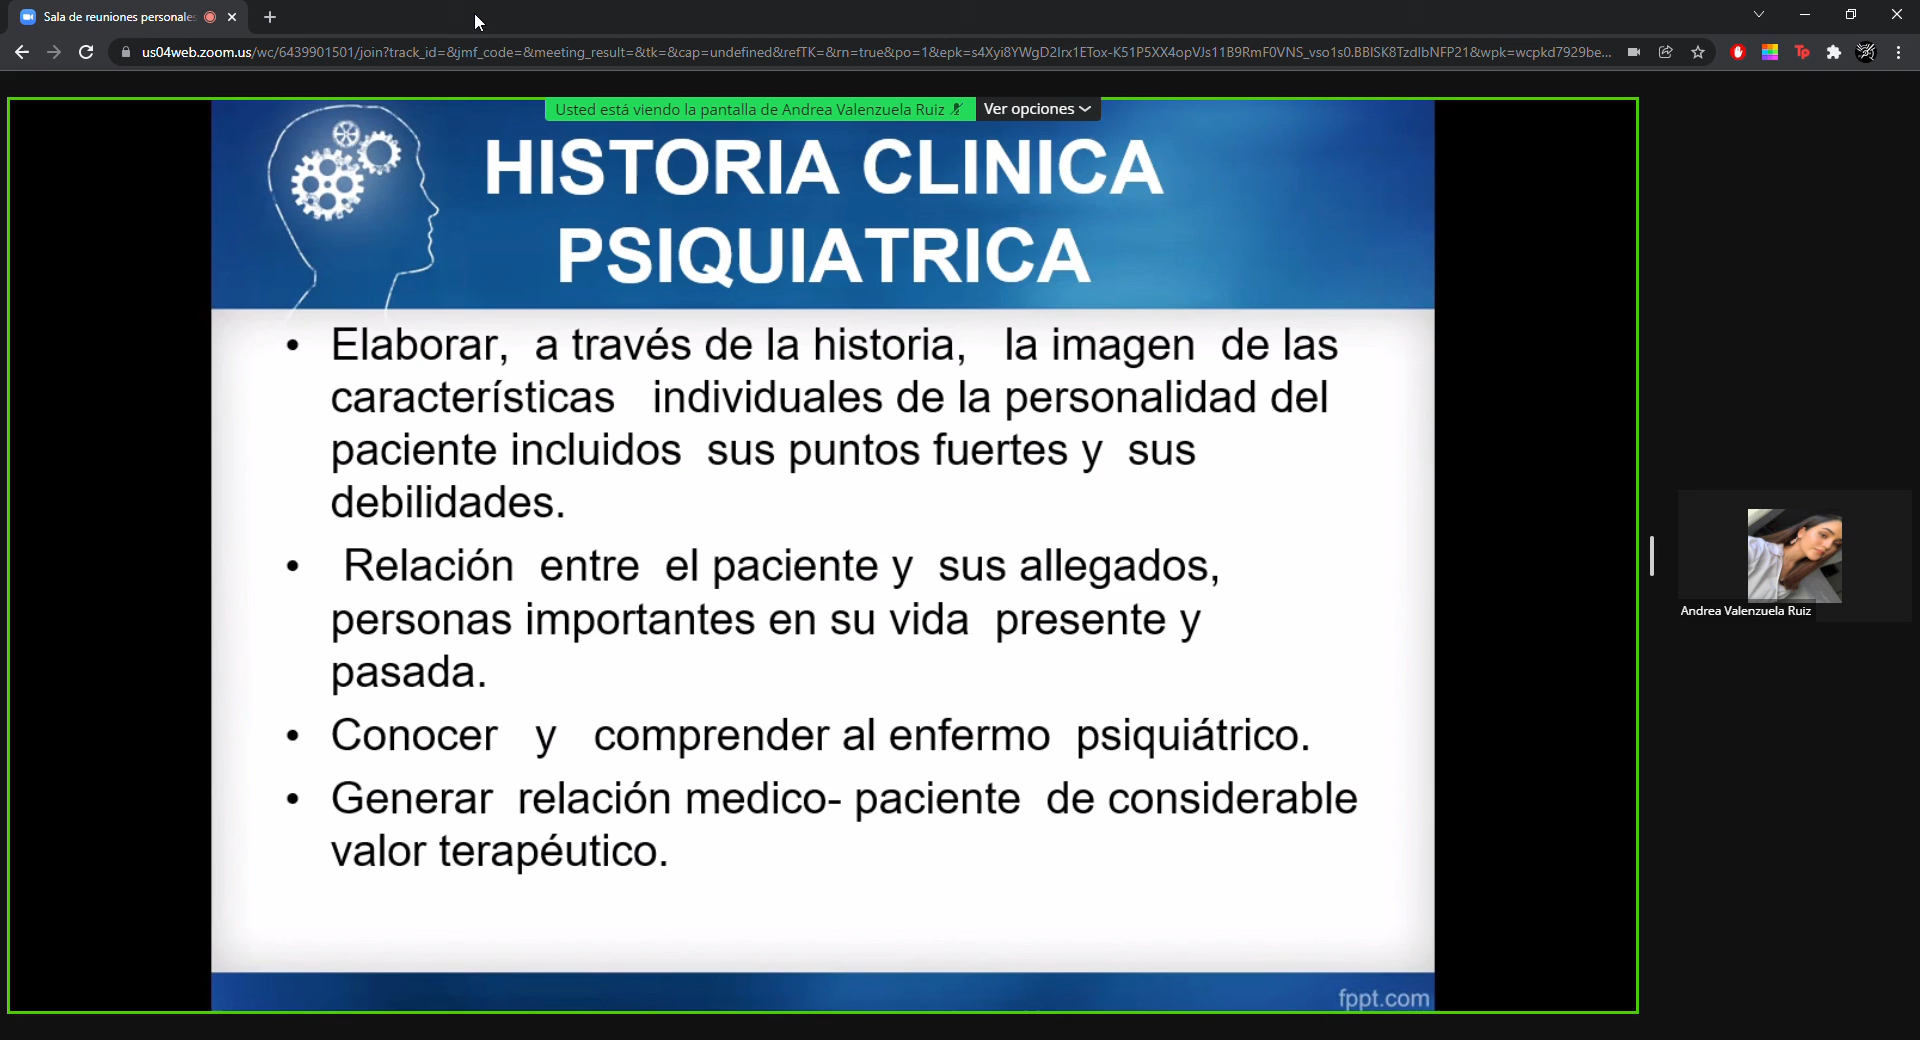 Sala de reuniones personales
us04web.zoom.us/wc/6439901501/join?track_id=&jmf_code=&meeting_result=&tk=&cap=undefined&refTK=&rn=true&po=1&epk=s4Xyi8YWgD2Irx1ETox-K51P5XX4opVJs11B9RmF0VNS_vso1s0.BBISK8TzdlbNFP21&wpk=wcpkd7929be...
Tp
Usted está viendo la pantalla de Andrea Valenzuela Ruiz
Ver opciones
HISTORIA CLINICA
PSIQUIATRICA
• Elaborar, a través de la historia, la imagen de las
características individuales de la personalidad del
paciente incluidos sus puntos fuertes y sus
debilidades.
• Relación entre el paciente y sus allegados,
personas importantes en su vida presente y
pasada.
• Conocer y comprender al enfermo psiquiátrico.
• Generar relación medico- paciente de considerable
valor terapéutico.
fppt.com
Andrea Valenzuela Ruiz